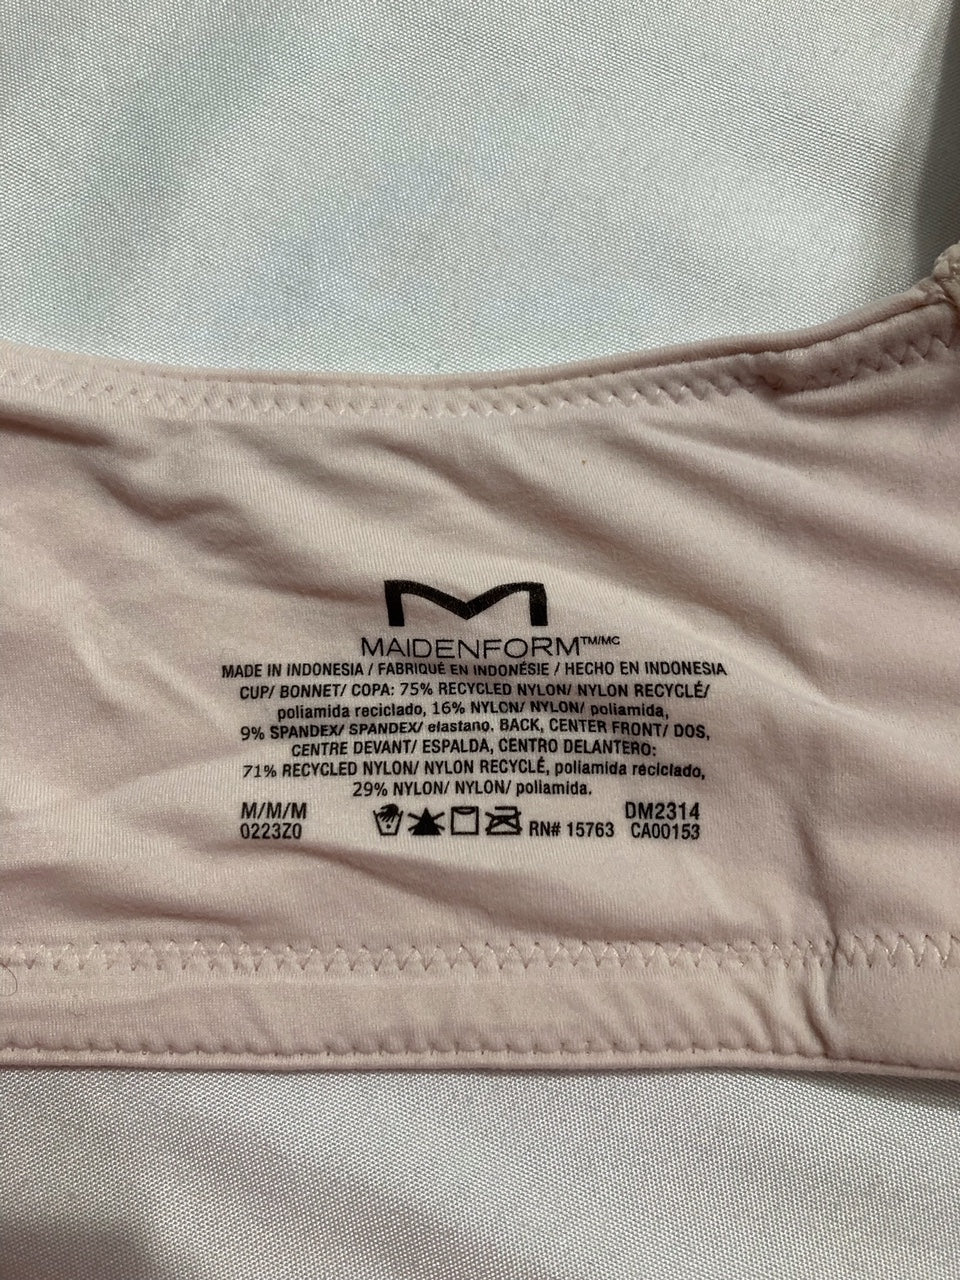 M
MAIDENFORM™/MC
MADE IN INDONESIA / FABRIQUÉ EN INDONÉSIE / HECHO EN INDONESIA
CUP/ BONNET/ COPA: 75% RECYCLED NYLON/ NYLON RECYCLÉ/
poliamida reciclado, 16% NYLON/ NYLON/ poliamida,
9% SPANDEX/ SPANDEX/ elastano. BACK, CENTER FRONT/ DOS,
CENTRE DEVANT/ ESPALDA, CENTRO DELANTERO:
71% RECYCLED NYLON/ NYLON RECYCLÉ, poliamida reciclado,
29% NYLON/ NYLON/ poliamida.
M/M/M DM2314
0223Z0 RN# 15763 CA00153